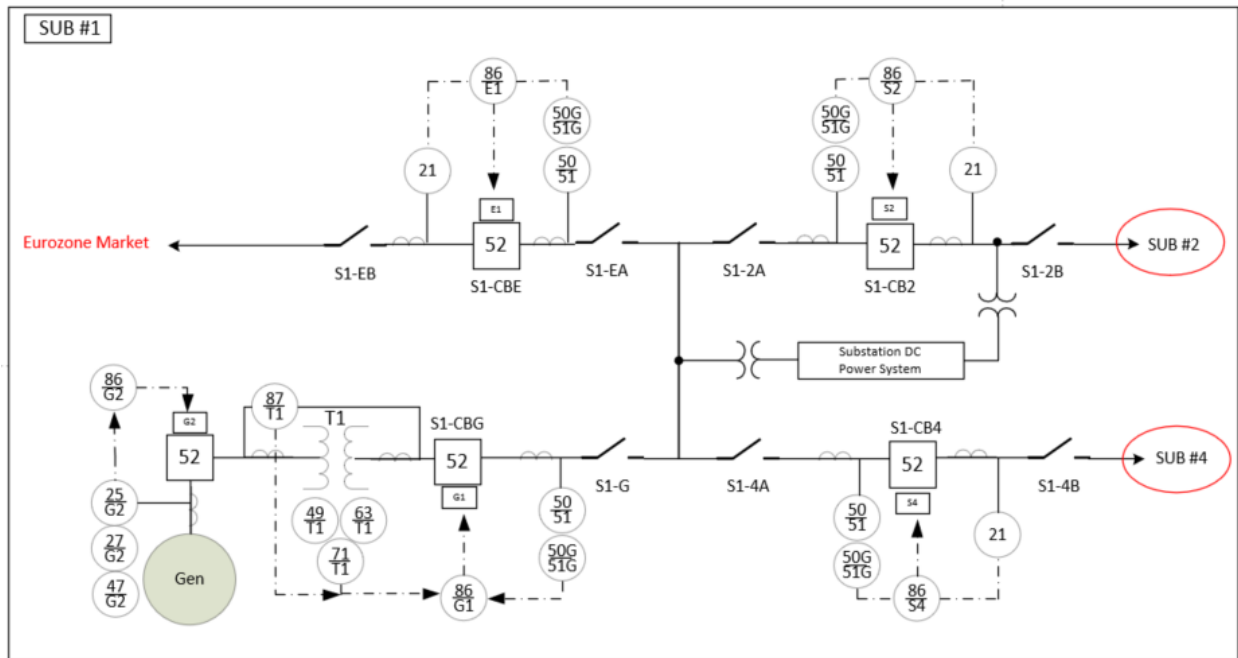 SUB #1
86
E1
86
S2
50G
51G
50G
51G
21
50
51
50
51
21
E1
S2
52
52
Eurozone Market
SUB #2
S1-EB
S1-CBE
S1-EA
S1-2A
S1-CB2
S1-2B
Substation DC
Power System
86
G2
87
T1
T1
G2
S1-CBG
S1-CB4
52
52
52
SUB #4
G1
S1-G
S1-4A
S4
S1-4B
25
G2
49
T1
63
T1
50
51
50
51
21
27
G2
71
T1
50G
51G
50G
51G
47
G2
Gen
86
G1
86
S4